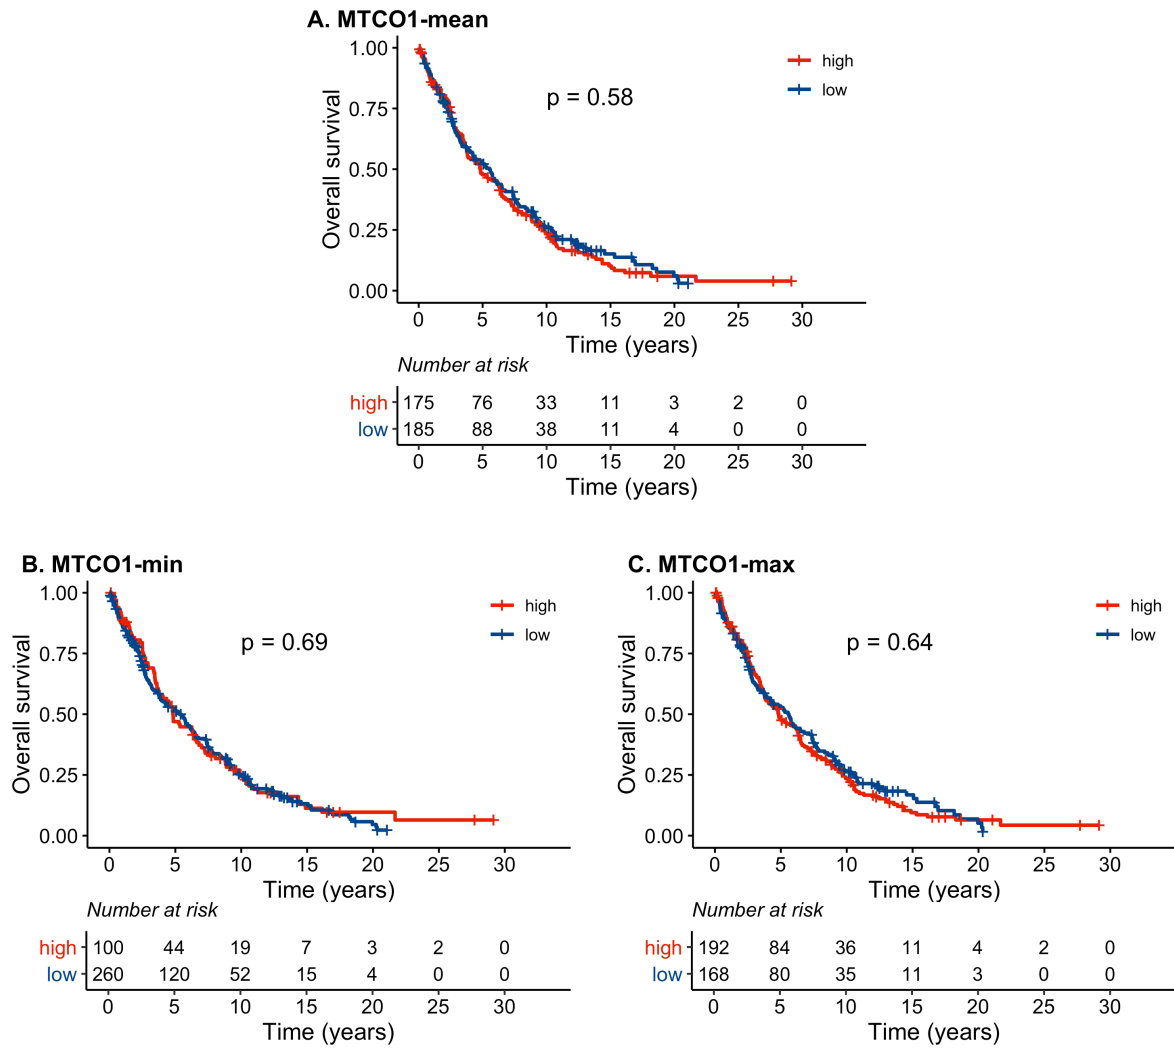 A. MTCO1-mean
Overall survival
1.00
0.75
0.50
0.25
0.00
p = 0.58
high
low
0 5 10 15 20 25 30
Time (years)
Number at risk
high 175 76 33 11 3 2 0
low 185 88 38 11 4 0 0
0 5 10 15 20 25 30
Time (years)
B. MTCO1-min
Overall survival
1.00
0.75
0.50
0.25
0.00
p = 0.69
high
low
0 5 10 15 20 25 30
Time (years)
Number at risk
high 100 44 19 7 3 2 0
low 260 120 52 15 4 0 0
0 5 10 15 20 25 30
Time (years)
C. MTCO1-max
Overall survival
1.00
0.75
0.50
0.25
0.00
p = 0.64
high
low
0 5 10 15 20 25 30
Time (years)
Number at risk
high 192 84 36 11 4 2 0
low 168 80 35 11 3 0 0
0 5 10 15 20 25 30
Time (years)